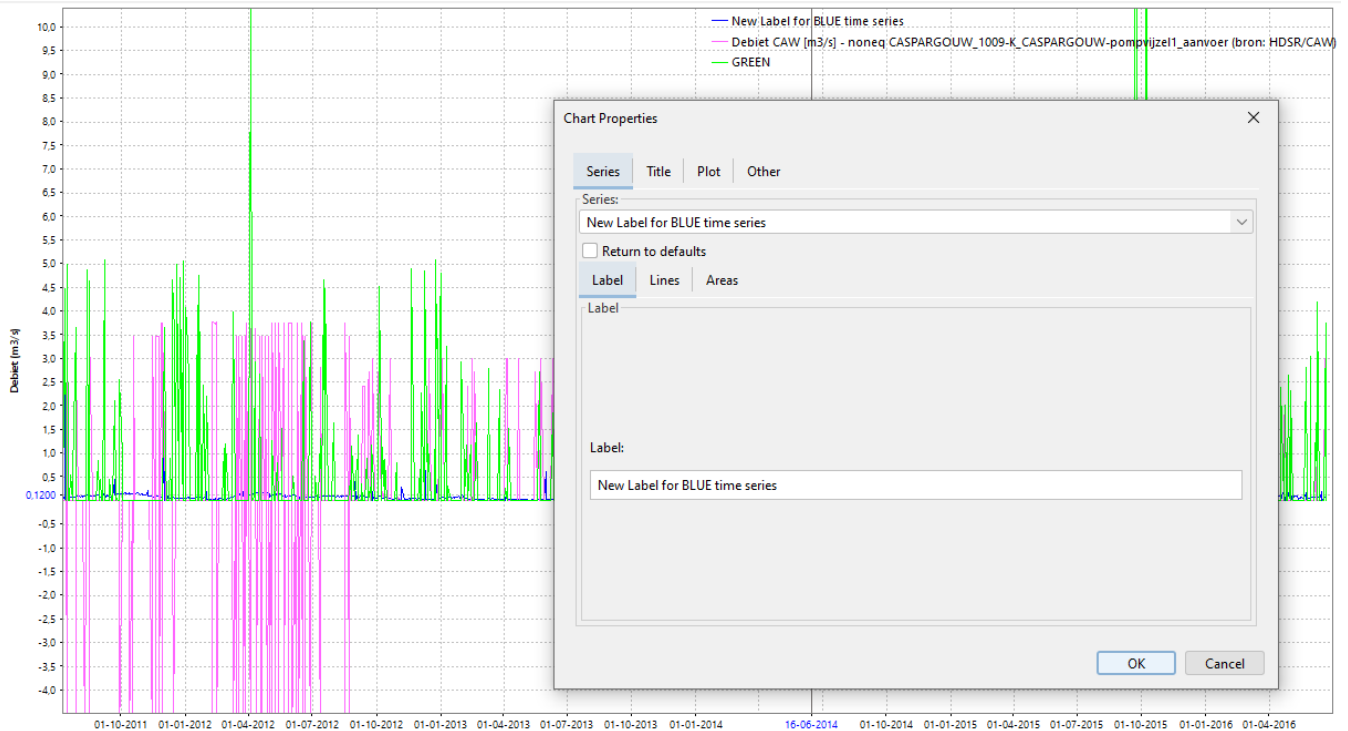 New Label for BLUE time series
Debiet CAW [m3/s] - noneq CASPARGOUW_1009-K_CASPARGOUW-pompvijzel1_aanvoer (bron: HDSR/CAW)
GREEN
10,0
9,5
9,0
8,5
8,0
7,5
7,0
6,5
6,0
5,5
5,0
4,5
4,0
3,5
3,0
2,5
2,0
1,5
1,0
0,5
0,1200
-0,5
-1,0
-1,5
-2,0
-2,5
-3,0
-3,5
-4,0
Debiet (m3/s)
Chart Properties
Series Title Plot Other
Series:
New Label for BLUE time series
Return to defaults
Label Lines Areas
Label
Label:
New Label for BLUE time series
OK Cancel
01-10-2011 01-01-2012 01-04-2012 01-07-2012 01-10-2012 01-01-2013 01-04-2013 01-07-2013 01-10-2013 01-01-2014 16-06-2014 01-10-2014 01-01-2015 01-04-2015 01-07-2015 01-10-2015 01-01-2016 01-04-2016